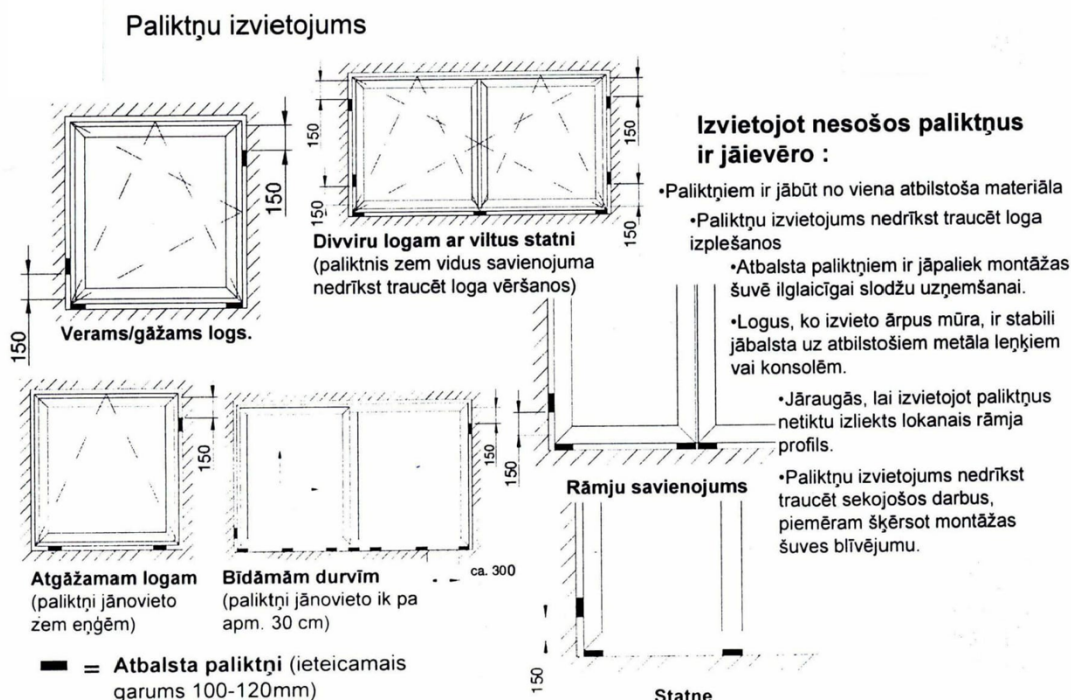 Paliktņu izvietojums
150
150
Verams/gāžams logs.
150
150
150
150
Divviru logam ar viltus statni
(paliktnis zem vidus savienojuma
nedrīkst traucēt loga vēršanos)
Izvietojot nesošos paliktņus
ir jāievēro :
•Paliktņiem ir jābūt no viena atbilstoša materiāla
•Paliktņu izvietojums nedrīkst traucēt loga
izplešanos
•Atbalsta paliktņiem ir jāpaliek montāžas
šuvē ilglaicīgai slodžu uzņemšanai.
•Logus, ko izvieto ārpus mūra, ir stabili
jābalsta uz atbilstošiem metāla leņķiem
vai konsolēm.
•Jāraugās, lai izvietojot paliktņus
netiktu izliekts lokanais rāmja
profils.
•Paliktņu izvietojums nedrīkst
traucēt sekojošos darbus,
piemēram šķērsot montāžas
šuves blīvējumu.
150
Atgāžamam logam
(paliktņi jānovieto
zem eņģēm)
150
ca. 300
Bīdāmām durvīm
(paliktņi jānovieto ik pa
apm. 30 cm)
150
Rāmju savienojums
150
Statne
= Atbalsta paliktņi (ieteicamais
garums 100-120mm)